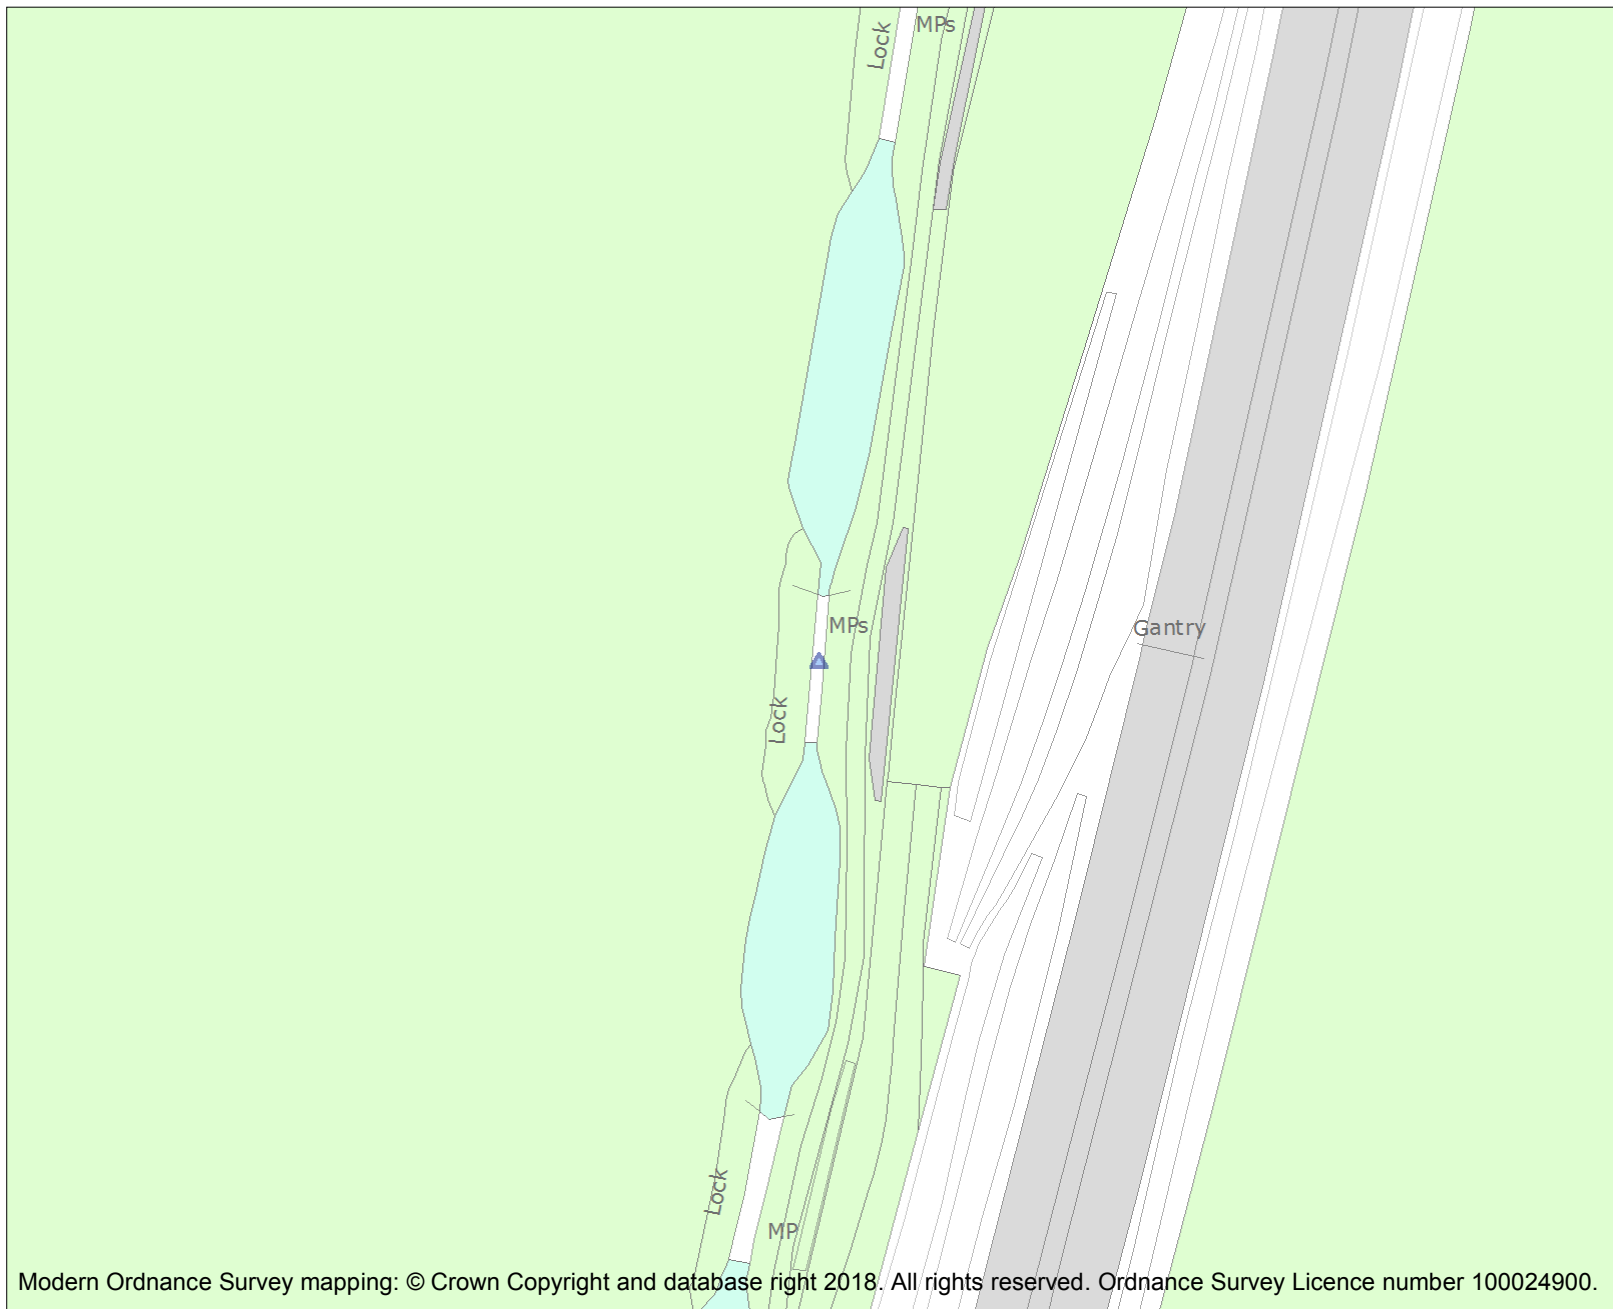 Lock
MPs
MPs
Gantry
Lock
Lock
MP
Modern Ordnance Survey mapping: © Crown Copyright and database right 2018. All rights reserved. Ordnance Survey Licence number 100024900.